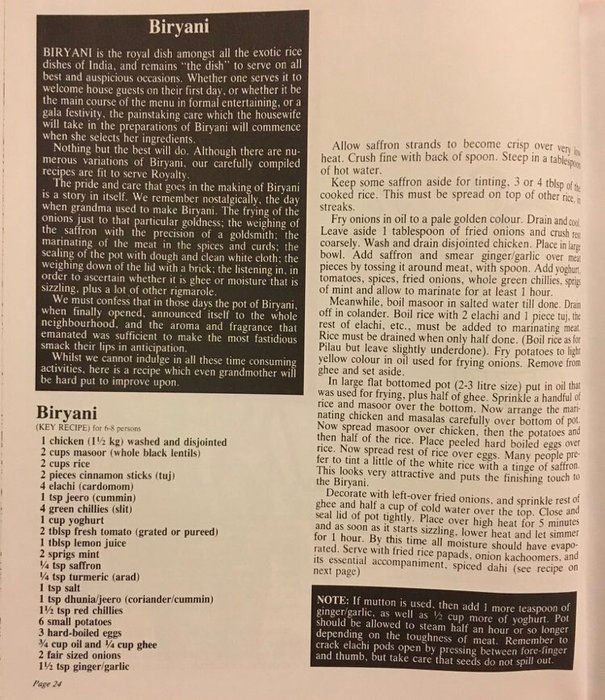 Biryani
BIRYANI is the royal dish amongst all the exotic rice
dishes of India, and remains "the dish" to serve on all
best and auspicious occasions. Whether one serves it to
welcome house guests on their first day, or whether it be
the main course of the menu in formal entertaining, or a
gala festivity, the painstaking care which the housewife
will take in the preparations of Biryani will commence
when she selects her ingredients.
Nothing but the best will do. Although there are nu-
merous variations of Biryani, our carefully compiled
recipes are fit to serve Royalty.
The pride and care that goes in the making of Biryani
is a story in itself. We remember nostalgically, the day
when grandma used to make Biryani. The frying of the
onions just to that particular goldness; the weighing of
the saffron with the precision of a goldsmith; the
marinating of the meat in the spices and curds; the
sealing of the pot with dough and clean white cloth; the
weighing down of the lid with a brick; the listening in, in
order to ascertain whether it is ghee or moisture that is
sizzling, plus a lot of other rigmarole.
We must confess that in those days the pot of Biryani,
when finally opened, announced itself to the whole
neighbourhood, and the aroma and fragrance that
emanated was sufficient to make the most fastidious
smack their lips in anticipation.
Whilst we cannot indulge in all these time consuming
activities, here is a recipe which even grandmother will
be hard put to improve upon.
Biryani
(KEY RECIPE) for 6-8 persons
1 chicken (1½ kg) washed and disjointed
2 cups masoor (whole black lentils)
2 cups rice
2 pieces cinnamon sticks (tuj)
4 elachi (cardomom)
1 tsp jeero (cummin)
4 green chillies (slit)
1 cup yoghurt
2 tblsp fresh tomato (grated or pureed)
1 tblsp lemon juice
2 sprigs mint
¼ tsp saffron
¼ tsp turmeric (arad)
1 tsp salt
1 tsp dhunia/jeero (coriander/cummin)
1½ tsp red chillies
6 small potatoes
3 hard-boiled eggs
¾ cup oil and ¼ cup ghee
2 fair sized onions
1½ tsp ginger/garlic
Page 24
Allow saffron strands to become crisp over very low
heat. Crush fine with back of spoon. Steep in a tablespoon
of hot water.
Keep some saffron aside for tinting, 3 or 4 tblsp of the
cooked rice. This must be spread on top of other rice, in
streaks.
Fry onions in oil to a pale golden colour. Drain and cool.
Leave aside 1 tablespoon of fried onions and crush rest
coarsely. Wash and drain disjointed chicken. Place in large
bowl. Add saffron and smear ginger/garlic over meat
pieces by tossing it around meat, with spoon. Add yoghurt,
tomatoes, spices, fried onions, whole green chillies, sprigs
of mint and allow to marinate for at least 1 hour.
Meanwhile, boil masoor in salted water till done. Drain
off in colander. Boil rice with 2 elachi and 1 piece tuj, the
rest of elachi, etc., must be added to marinating meat.
Rice must be drained when only half done. (Boil rice as for
Pilau but leave slightly underdone). Fry potatoes to light
yellow colour in oil used for frying onions. Remove from
ghee and set aside.
In large flat bottomed pot (2-3 litre size) put in oil that
was used for frying, plus half of ghee. Sprinkle a handful of
rice and masoor over the bottom. Now arrange the mari-
nating chicken and masalas carefully over bottom of pot.
Now spread masoor over chicken, then the potatoes and
then half of the rice. Place peeled hard boiled eggs over
rice. Now spread rest of rice over eggs. Many people pre-
fer to tint a little of the white rice with a tinge of saffron.
This looks very attractive and puts the finishing touch to
the Biryani.
Decorate with left-over fried onions, and sprinkle rest of
ghee and half a cup of cold water over the top. Close and
seal lid of pot tightly. Place over high heat for 5 minutes
and as soon as it starts sizzling, lower heat and let simmer
for 1 hour. By this time all moisture should have evapo-
rated. Serve with fried rice papads, onion kachoomers, and
its essential accompaniment, spiced dahi (see recipe on
next page)
NOTE: If mutton is used, then add 1 more teaspoon of
ginger/garlic, as well as ½ cup more of yoghurt. Pot
should be allowed to steam half an hour or so longer
depending on the toughness of meat. Remember to
crack elachi pods open by pressing between fore-finger
and thumb, but take care that seeds do not spill out.